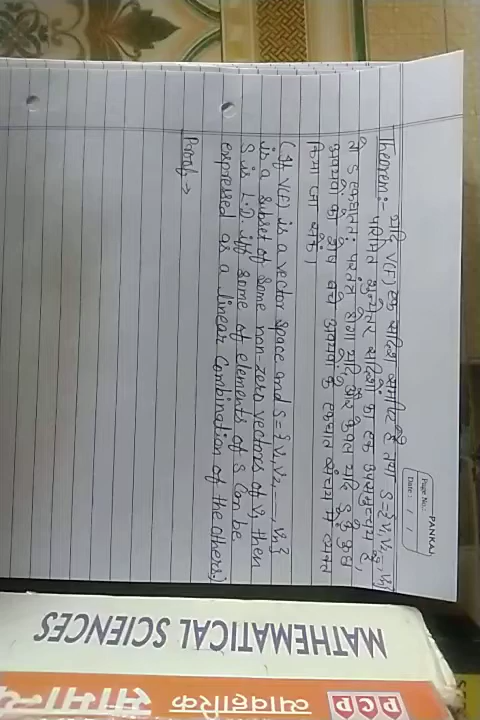 PANKAJ
Page No.:
Date: / /
यदि V(F) एक सदिश समष्टि है तथा S={v1,v2,...,vn}
Theorem:- परिमित शून्येतर सदिशों का एक उपसमुच्चय है,
तो S एकघाततः परतंत्र होगा यदि और केवल यदि S के कुछ
अवयवों को शेष बचे अवयवों के एकघात संचय में व्यक्त
किया जा सके।
(If V(F) is a vector space and S={v1,v2,---,vn}
is a subset of some non-zero vectors of V, then
S is L.D. iff some of elements of S can be
expressed as a linear combination of the others.)
Proof→
MATHEMATICAL SCIENCES
PCP व्यावहारिक
सामान्य